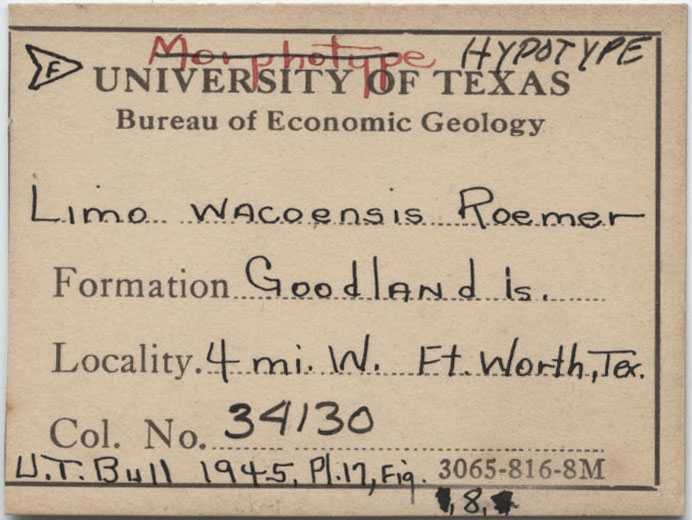 Morphotype HYPOTYPE
F
UNIVERSITY OF TEXAS
Bureau of Economic Geology
Limo wacoensis Roemer
Formation Goodland ls.
Locality. 4 mi. W. Ft. Worth, Tex.
Col. No. 34130
U.T. Bull 1945, Pl. 17, Fig. 3065-816-8M
, 8,